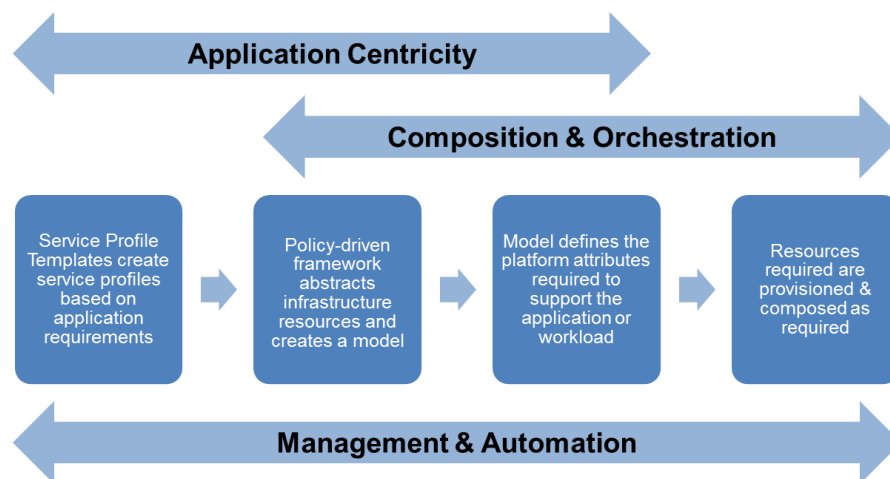 Application Centricity
Composition & Orchestration
Service Profile
Templates create
service profiles
based on
application
requirements
Policy-driven
framework
abstracts
infrastructure
resources and
creates a model
Model defines the
platform attributes
required to
support the
application or
workload
Resources
required are
provisioned &
composed as
required
Management & Automation